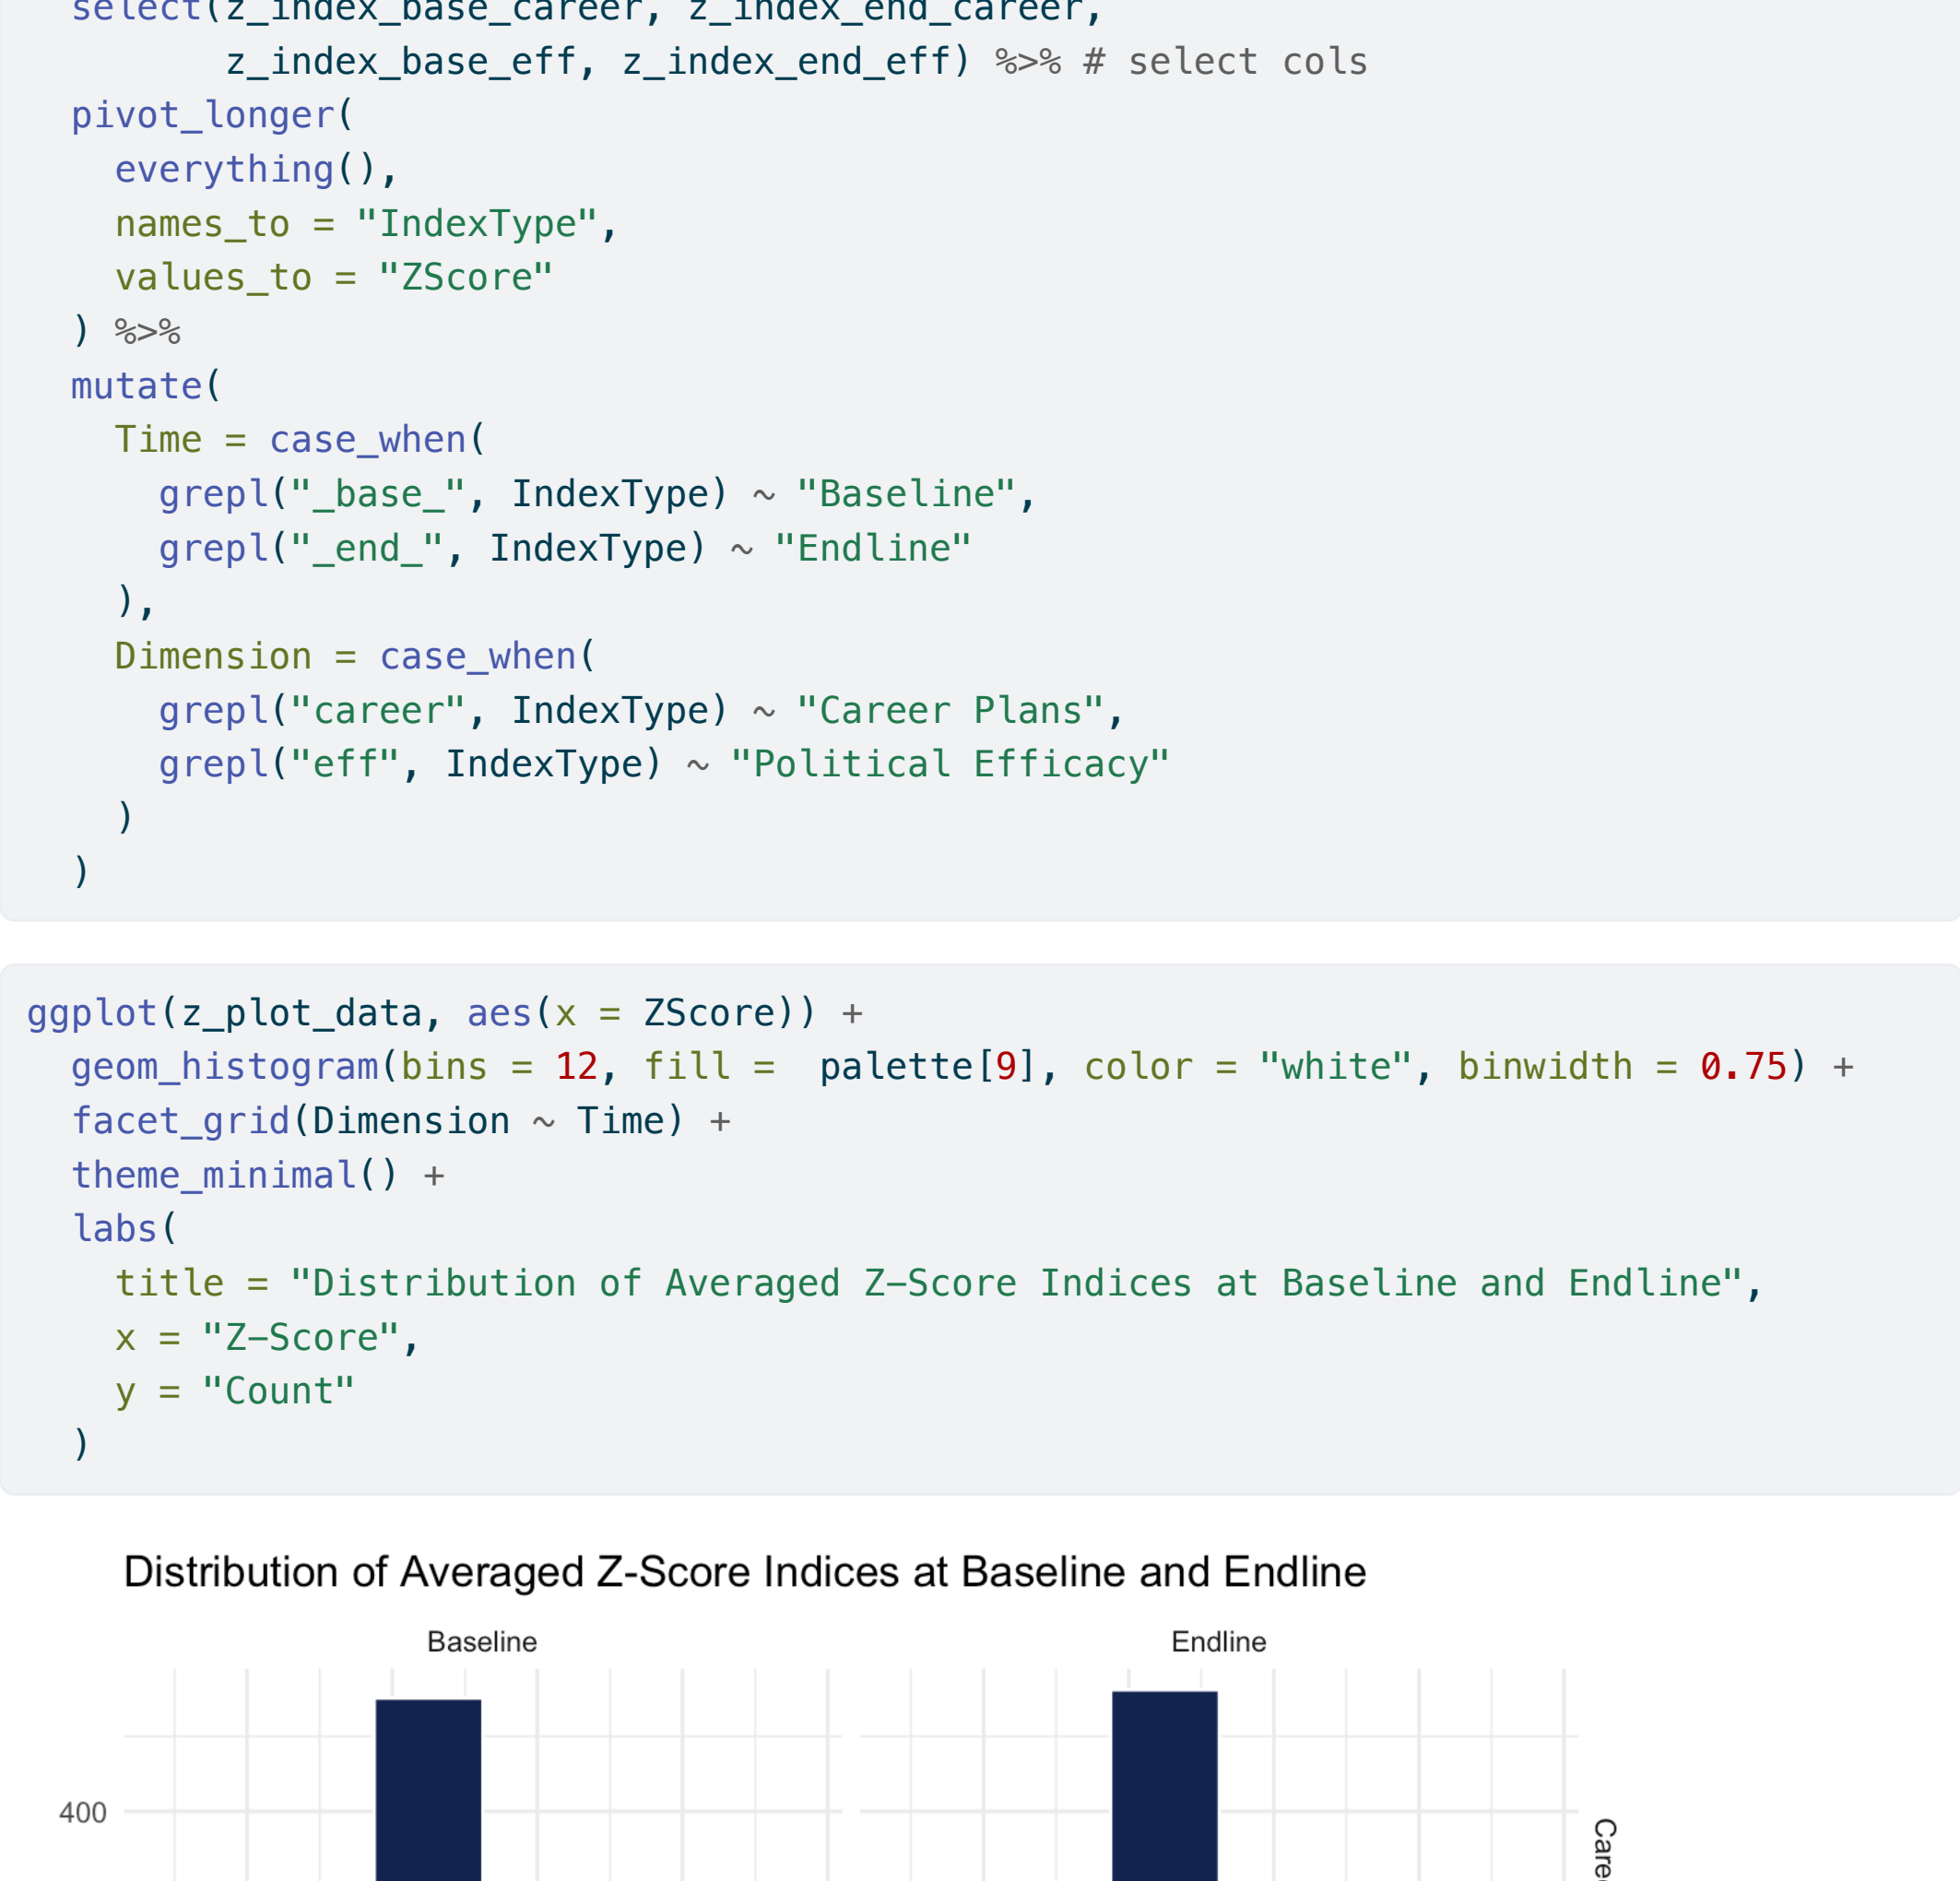 select(z_index_base_career, z_index_end_career,
z_index_base_eff, z_index_end_eff) %>% # select cols
pivot_longer(
everything(),
names_to = "IndexType",
values_to = "ZScore"
) %>%
mutate(
Time = case_when(
grepl("_base_", IndexType) ~ "Baseline",
grepl("_end_", IndexType) ~ "Endline"
),
Dimension = case_when(
grepl("career", IndexType) ~ "Career Plans",
grepl("eff", IndexType) ~ "Political Efficacy"
)
)
ggplot(z_plot_data, aes(x = ZScore)) +
geom_histogram(bins = 12, fill =  palette[9], color = "white", binwidth = 0.75) +
facet_grid(Dimension ~ Time) +
theme_minimal() +
labs(
title = "Distribution of Averaged Z-Score Indices at Baseline and Endline",
x = "Z-Score",
y = "Count"
)
Distribution of Averaged Z-Score Indices at Baseline and Endline
Baseline
Endline
400